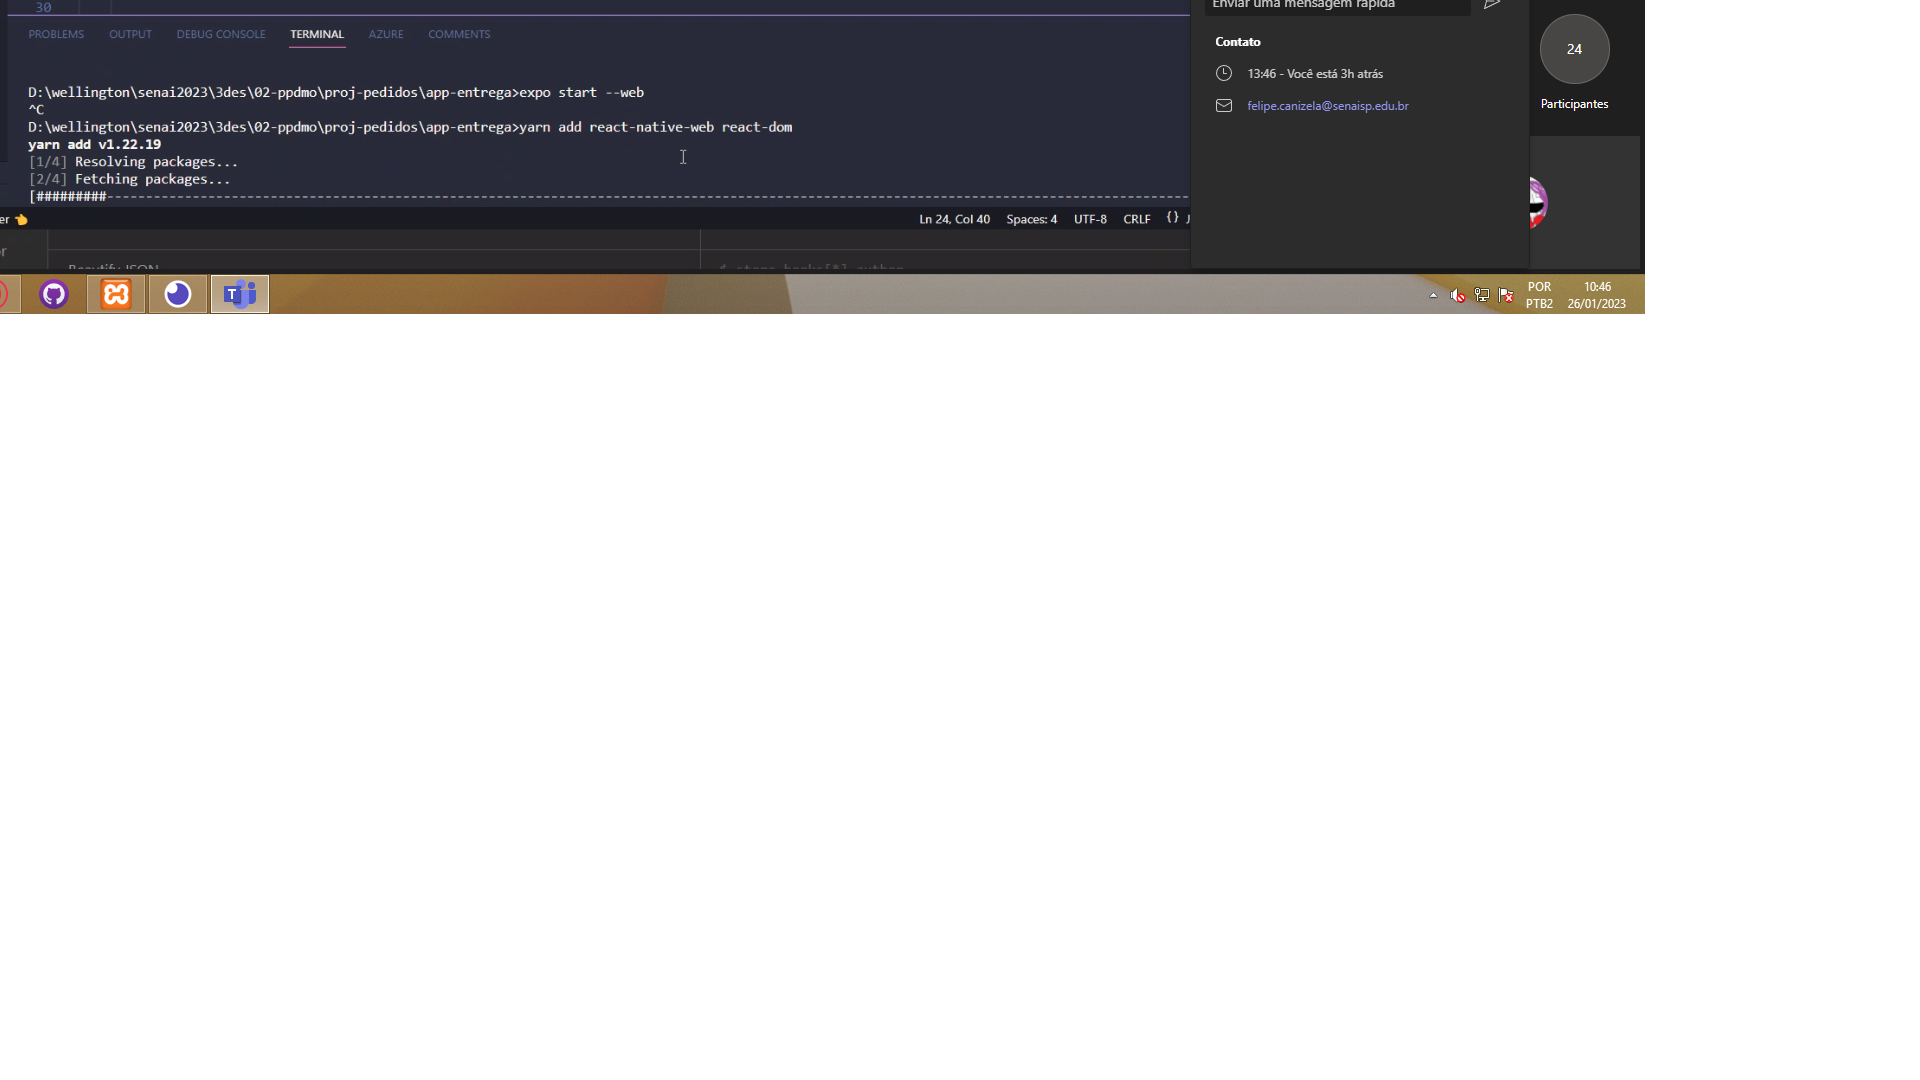 30
Enviar uma mensagem rápida
PROBLEMS OUTPUT DEBUG CONSOLE TERMINAL AZURE COMMENTS
D:\wellington\senai2023\3des\02-ppdmo\proj-pedidos\app-entrega>expo start --web
^C
D:\wellington\senai2023\3des\02-ppdmo\proj-pedidos\app-entrega>yarn add react-native-web react-dom
yarn add v1.22.19
[1/4] Resolving packages...
[2/4] Fetching packages...
[#########--------------------------------
Contato
13:46 - Você está 3h atrás
felipe.canizela@senaisp.edu.br
24
Participantes
er 👈 Ln 24, Col 40 Spaces: 4 UTF-8 CRLF {} J
or
Beautify JSON
POR
PTB2
10:46
26/01/2023